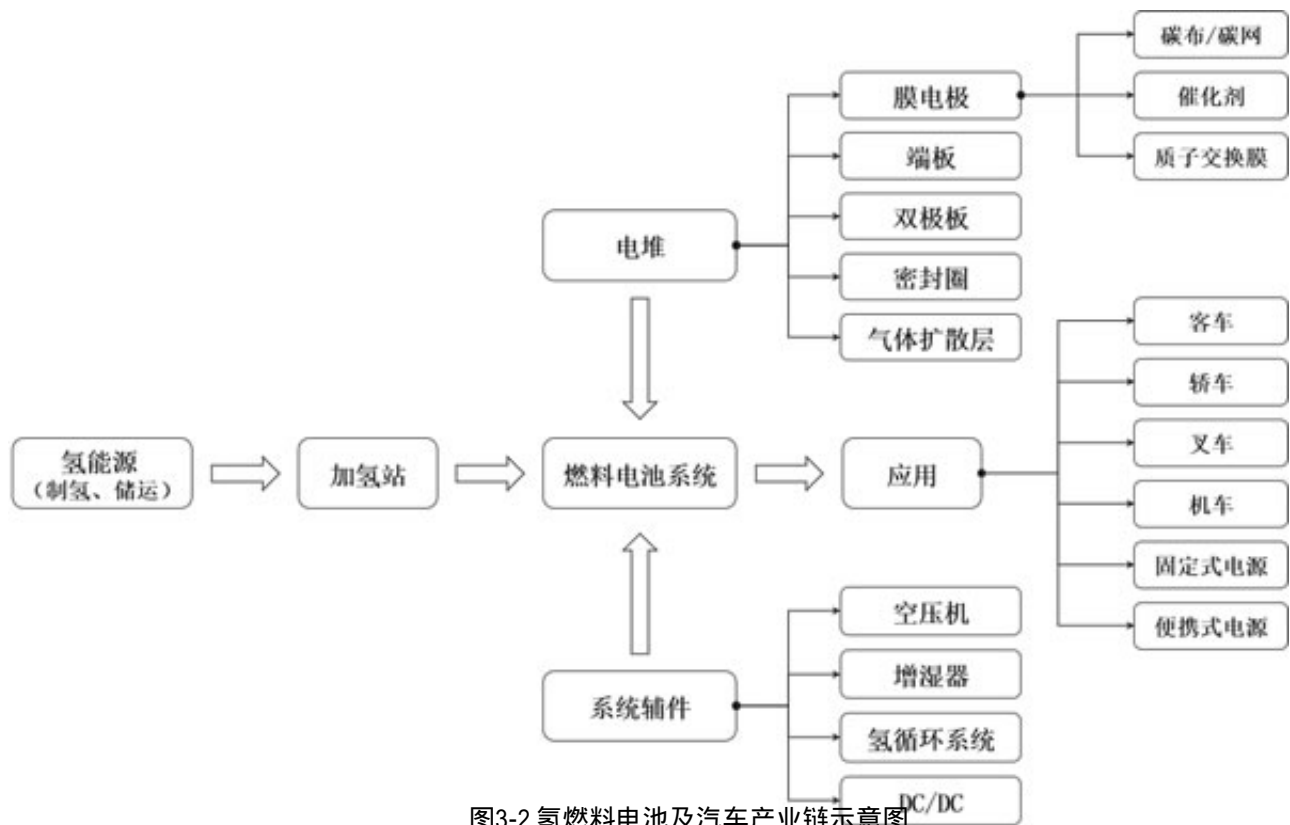 碳布/碳网
膜电极
催化剂
端板
质子交换膜
双极板
电堆
密封圈
气体扩散层
客车
轿车
叉车
氢能源
(制氢、储运)
加氢站
燃料电池系统
应用
机车
固定式电源
空压机
便携式电源
增湿器
系统辅件
氢循环系统
DC/DC
图3-2 氢燃料电池及汽车产业链示意图